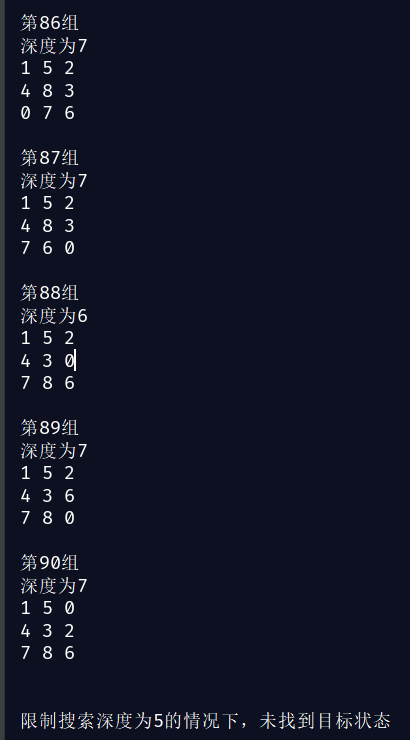 第86组
深度为7
1 5 2
4 8 3
0 7 6
第87组
深度为7
1 5 2
4 8 3
7 6 0
第88组
深度为6
1 5 2
4 3 0
7 8 6
第89组
深度为7
1 5 2
4 3 6
7 8 0
第90组
深度为7
1 5 0
4 3 2
7 8 6
限制搜索深度为5的情况下，未找到目标状态